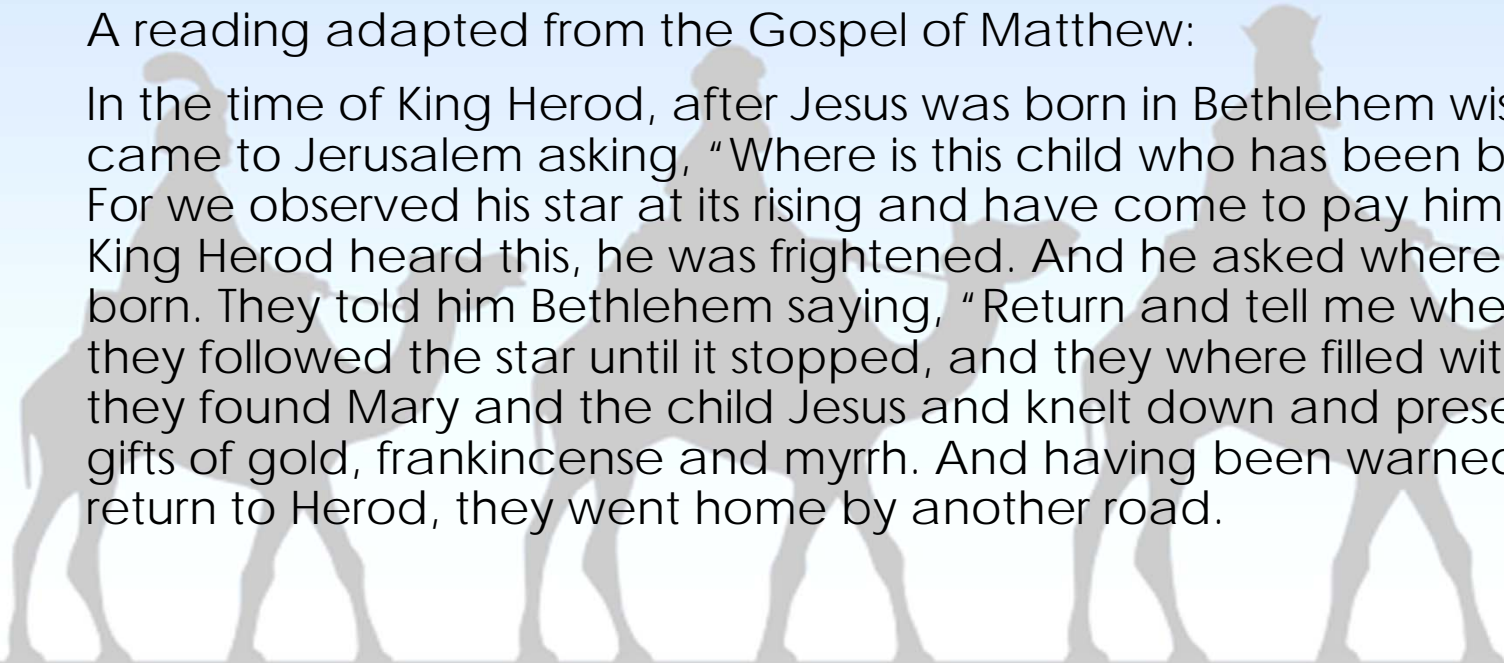 A reading adapted from the Gospel of Matthew:
In the time of King Herod, after Jesus was born in Bethlehem
came to Jerusalem asking, “Where is this child who has been
For we observed his star at its rising and have come to pay him
King Herod heard this, he was frightened. And he asked where
born. They told him Bethlehem saying, “Return and tell me
they followed the star until it stopped, and they where filled
they found Mary and the child Jesus and knelt down and
gifts of gold, frankincense and myrrh. And having been
return to Herod, they went home by another road.